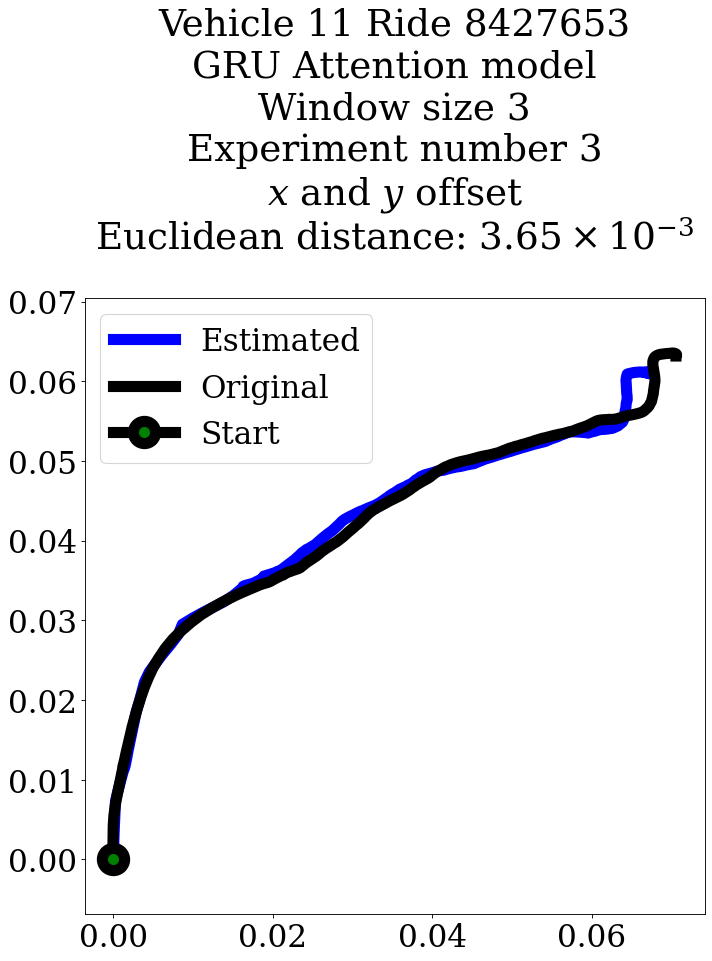 Vehicle 11 Ride 8427653
GRU Attention model
Window size 3
Experiment number 3
x and y offset
Euclidean distance: 3.65 × 10⁻³
0.07
0.06
0.05
0.04
0.03
0.02
0.01
0.00
Estimated
Original
Start
0.00 0.02 0.04 0.06